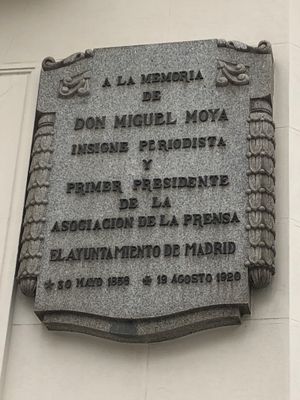 A LA MEMORIA
DE
DON MIGUEL MOYA
INSIGNE PERIODISTA
Y
PRIMER PRESIDENTE
DE LA
ASOCIACION DE LA PRENSA
EL AYUNTAMIENTO DE MADRID
* 30 MAYO 1856 * 19 AGOSTO 1920